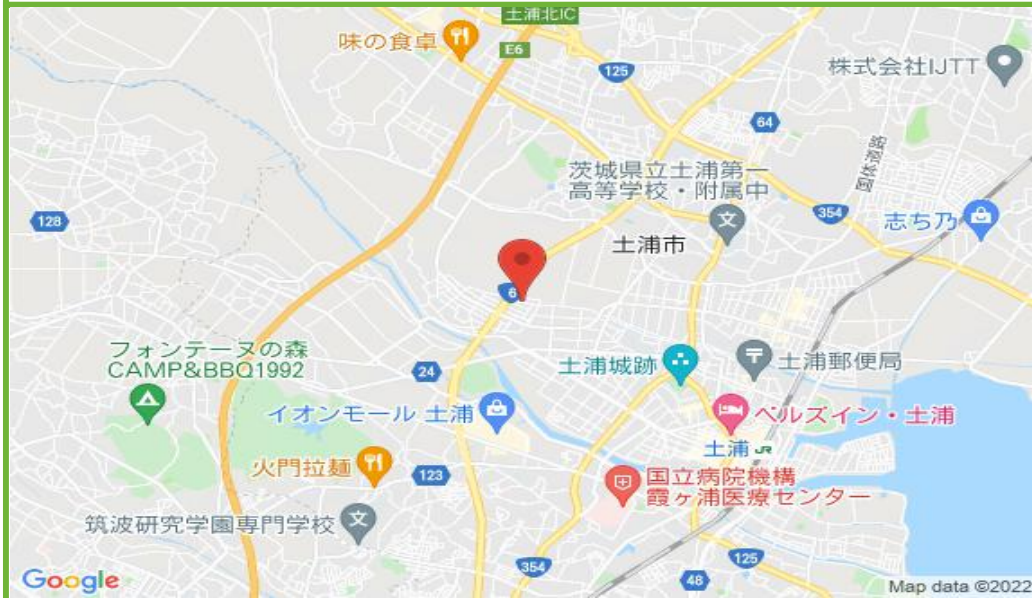 土浦北IC
味の食卓
E6
125
株式会社IJTT
64
国体道路
茨城県立土浦第一
高等学校・附属中
354
128
志ち乃
土浦市
6
フォンテーヌの森
CAMP&BBQ1992
24
土浦城跡
土浦郵便局
イオンモール 土浦
ベルズイン・土浦
土浦 JR
火門拉麺
123
国立病院機構
霞ヶ浦医療センター
筑波研究学園専門学校
354
125
48
Google
Map data ©2022